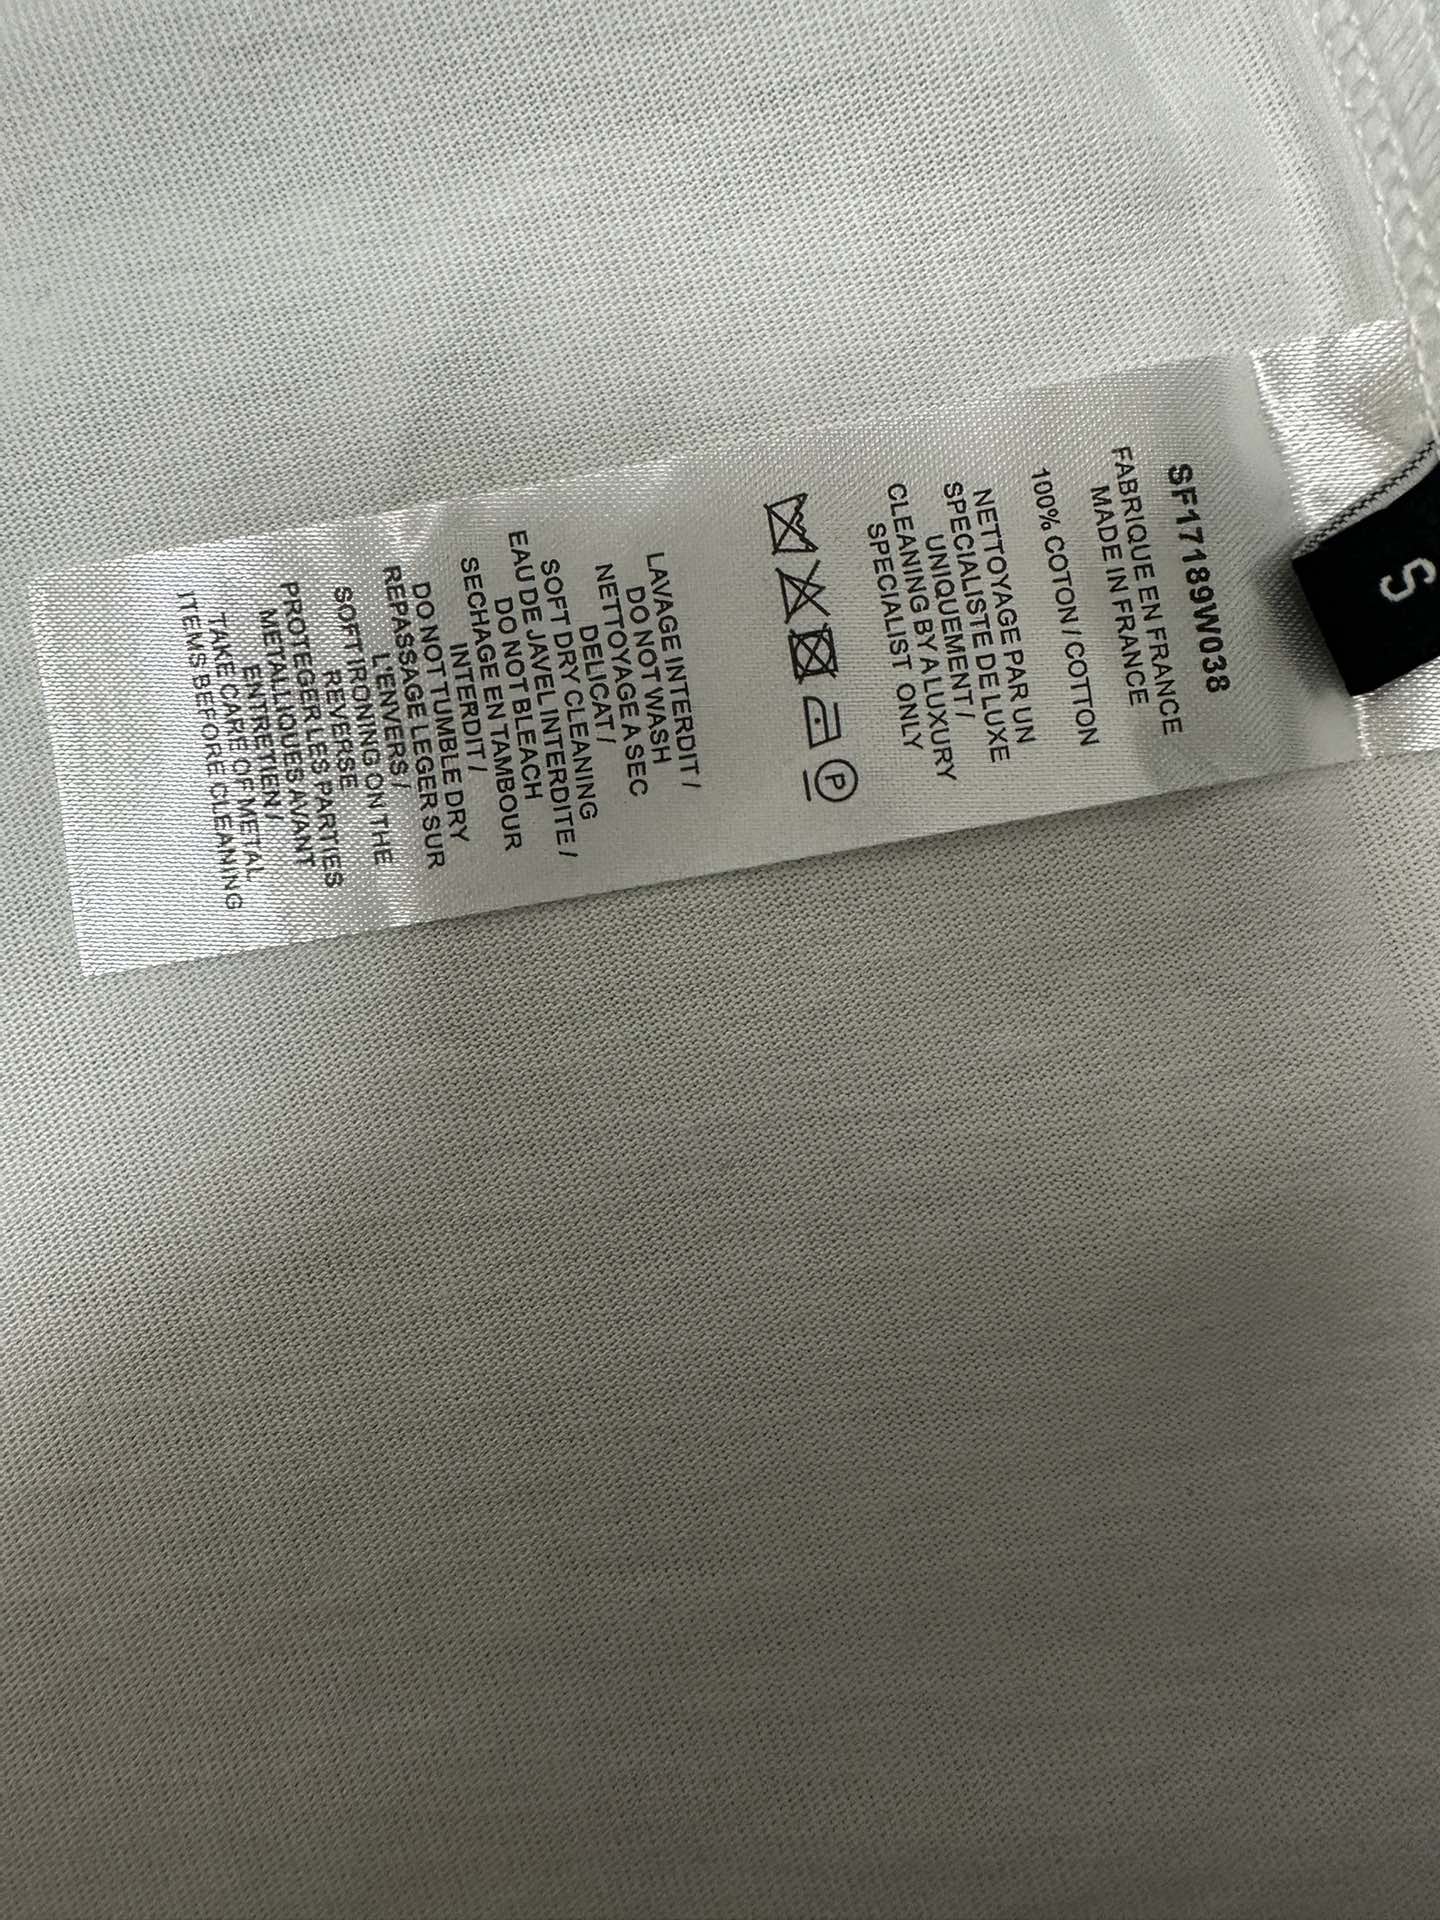 S
SF17189W038
FABRIQUE EN FRANCE
MADE IN FRANCE
100% COTON / COTTON
NETTOYAGE PAR UN
SPECIALISTE DE LUXE
UNIQUEMENT /
CLEANING BY A LUXURY
SPECIALIST ONLY
P
LAVAGE INTERDIT /
DO NOT WASH
NETTOYAGE A SEC
DELICAT /
SOFT DRY CLEANING
EAU DE JAVEL INTERDITE /
DO NOT BLEACH
SECHAGE EN TAMBOUR
INTERDIT /
DO NOT TUMBLE DRY
REPASSAGE LEGER SUR
L'ENVERS /
SOFT IRONING ON THE
REVERSE
PROTEGER LES PARTIES
METALLIQUES AVANT
ENTRETIEN /
TAKE CARE OF METAL
ITEMS BEFORE CLEANING